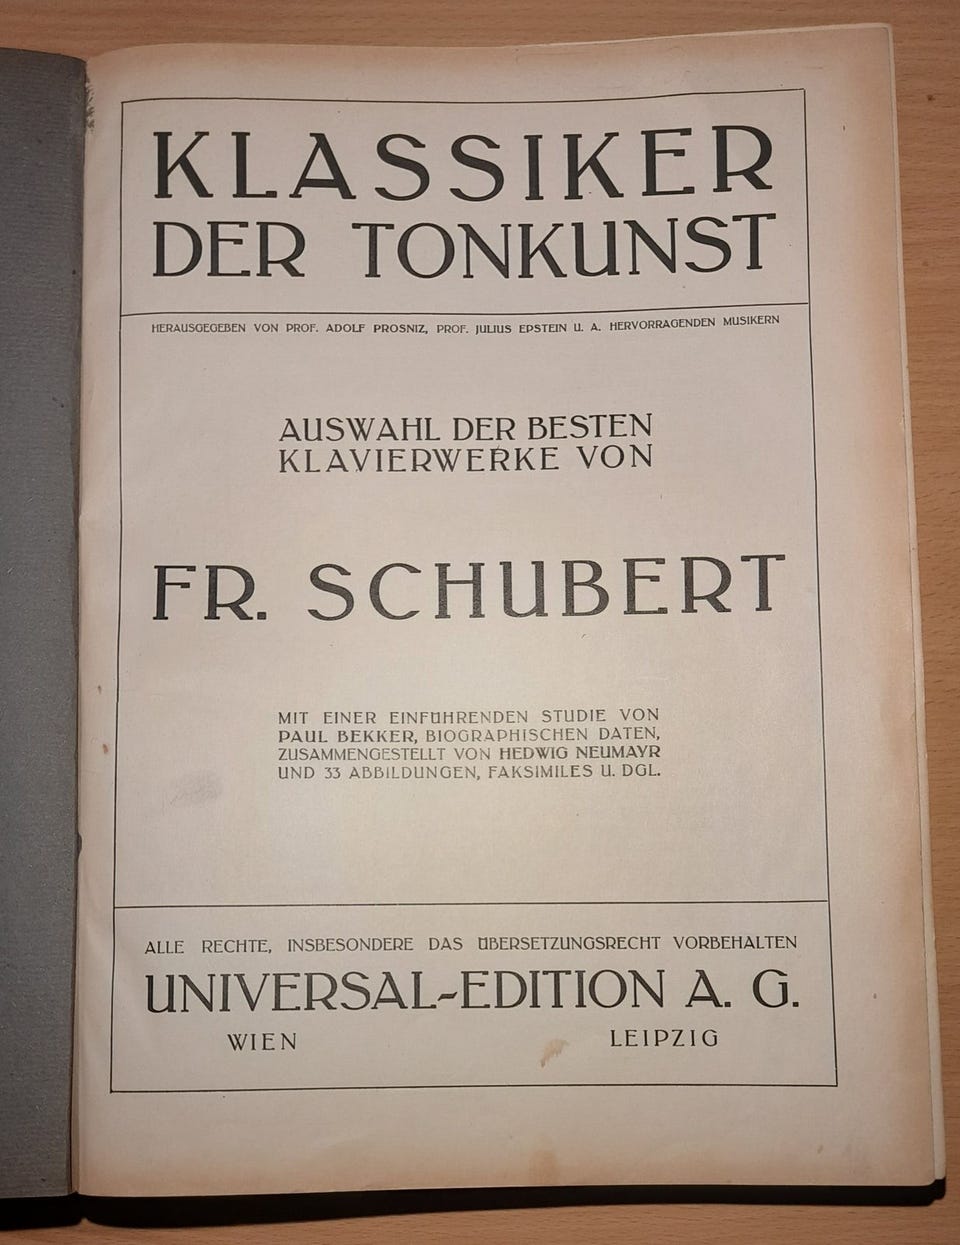 KLASSIKER
DER TONKUNST
HERAUSGEGEBEN VON PROF. ADOLF PROSNIZ, PROF. JULIUS EPSTEIN U. A. HERVORRAGENDEN MUSIKERN
AUSWAHL DER BESTEN
KLAVIERWERKE VON
FR. SCHUBERT
MIT EINER EINFÜHRENDEN STUDIE VON
PAUL BEKKER, BIOGRAPHISCHEN DATEN,
ZUSAMMENGESTELLT VON HEDWIG NEUMAYR
UND 33 ABBILDUNGEN, FAKSIMILES U. DGL.
ALLE RECHTE, INSBESONDERE DAS ÜBERSETZUNGSRECHT VORBEHALTEN
UNIVERSAL-EDITION A. G.
WIEN LEIPZIG